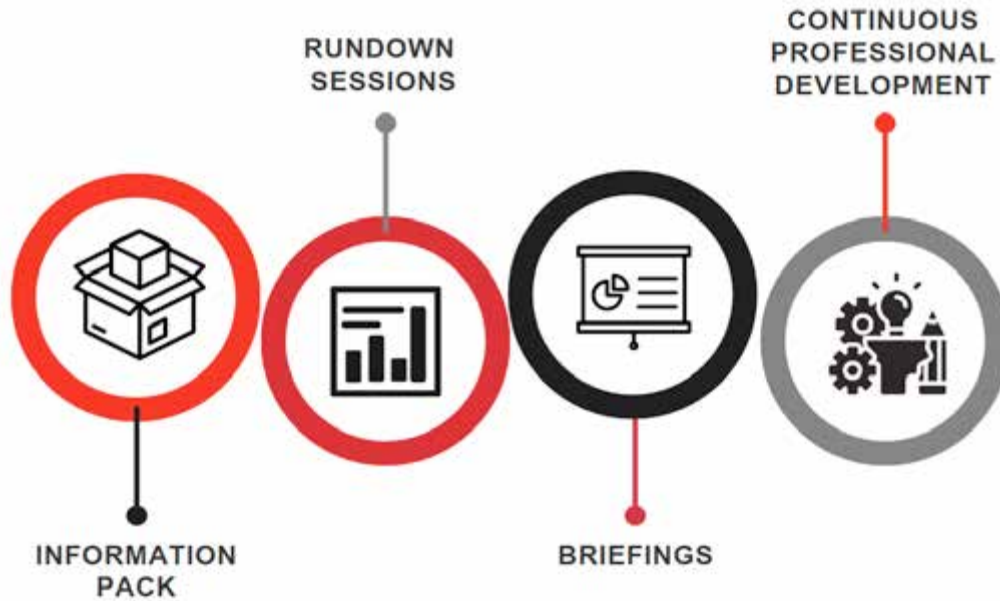 RUNDOWN
SESSIONS
CONTINUOUS
PROFESSIONAL
DEVELOPMENT
INFORMATION
PACK
BRIEFINGS